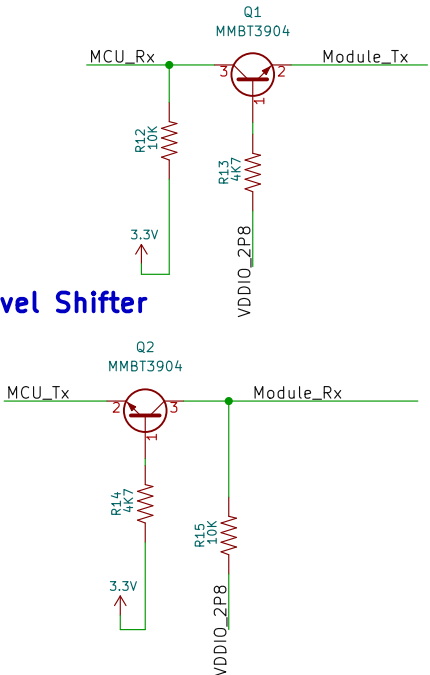 Q1
MMBT3904
MCU_Rx
Module_Tx
3
2
1
R12
10K
R13
4K7
3.3V
VDDIO_2P8
vel Shifter
Q2
MMBT3904
MCU_Tx
Module_Rx
2
3
1
R14
4K7
R15
10K
3.3V
VDDIO_2P8